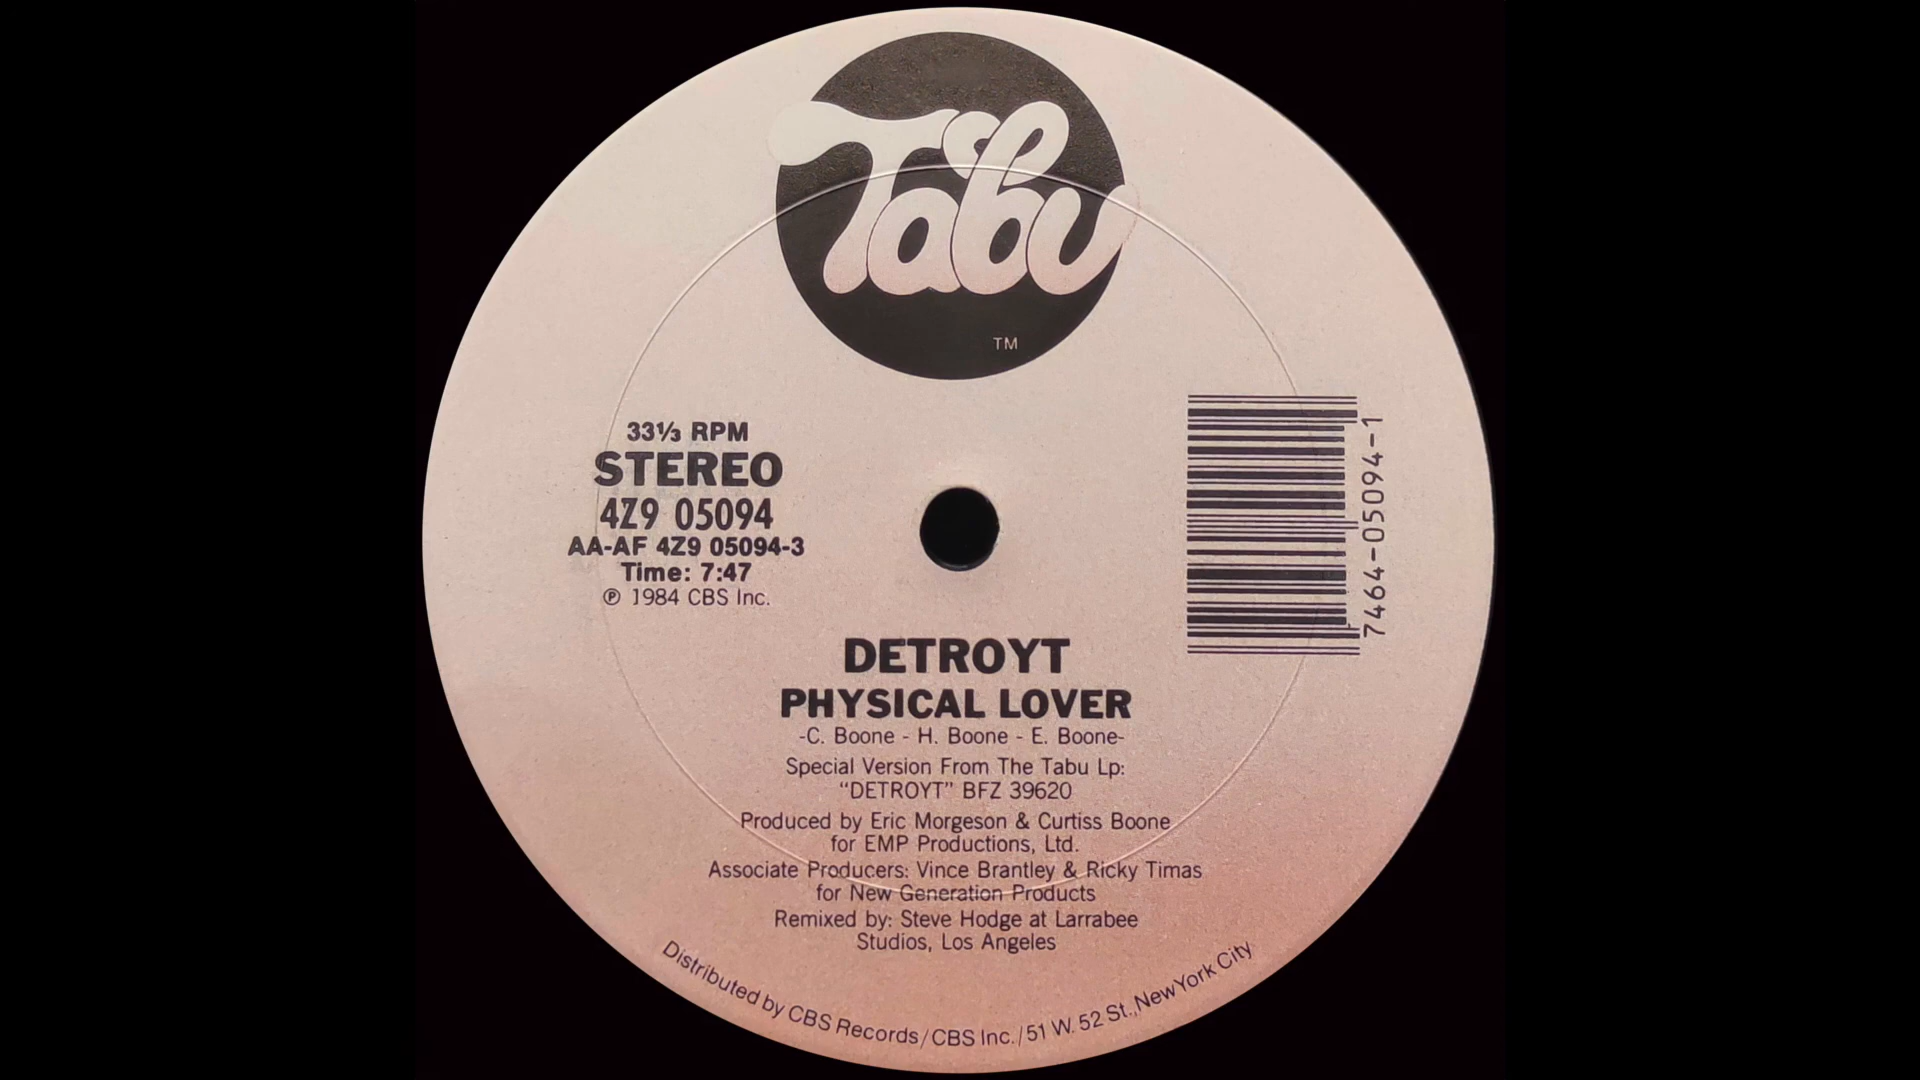 Tabu
TM
33⅓ RPM
STEREO
4Z9 05094
AA-AF 4Z9 05094-3
Time: 7:47
℗ 1984 CBS Inc.
7464-05094-1
DETROYT
PHYSICAL LOVER
-C. Boone - H. Boone - E. Boone-
Special Version From The Tabu Lp:
“DETROYT” BFZ 39620
Produced by Eric Morgeson & Curtiss Boone
for EMP Productions, Ltd.
Associate Producers: Vince Brantley & Ricky Timas
for New Generation Products
Remixed by: Steve Hodge at Larrabee
Studios, Los Angeles
Distributed by CBS Records/CBS Inc./51 W. 52 St., New York City